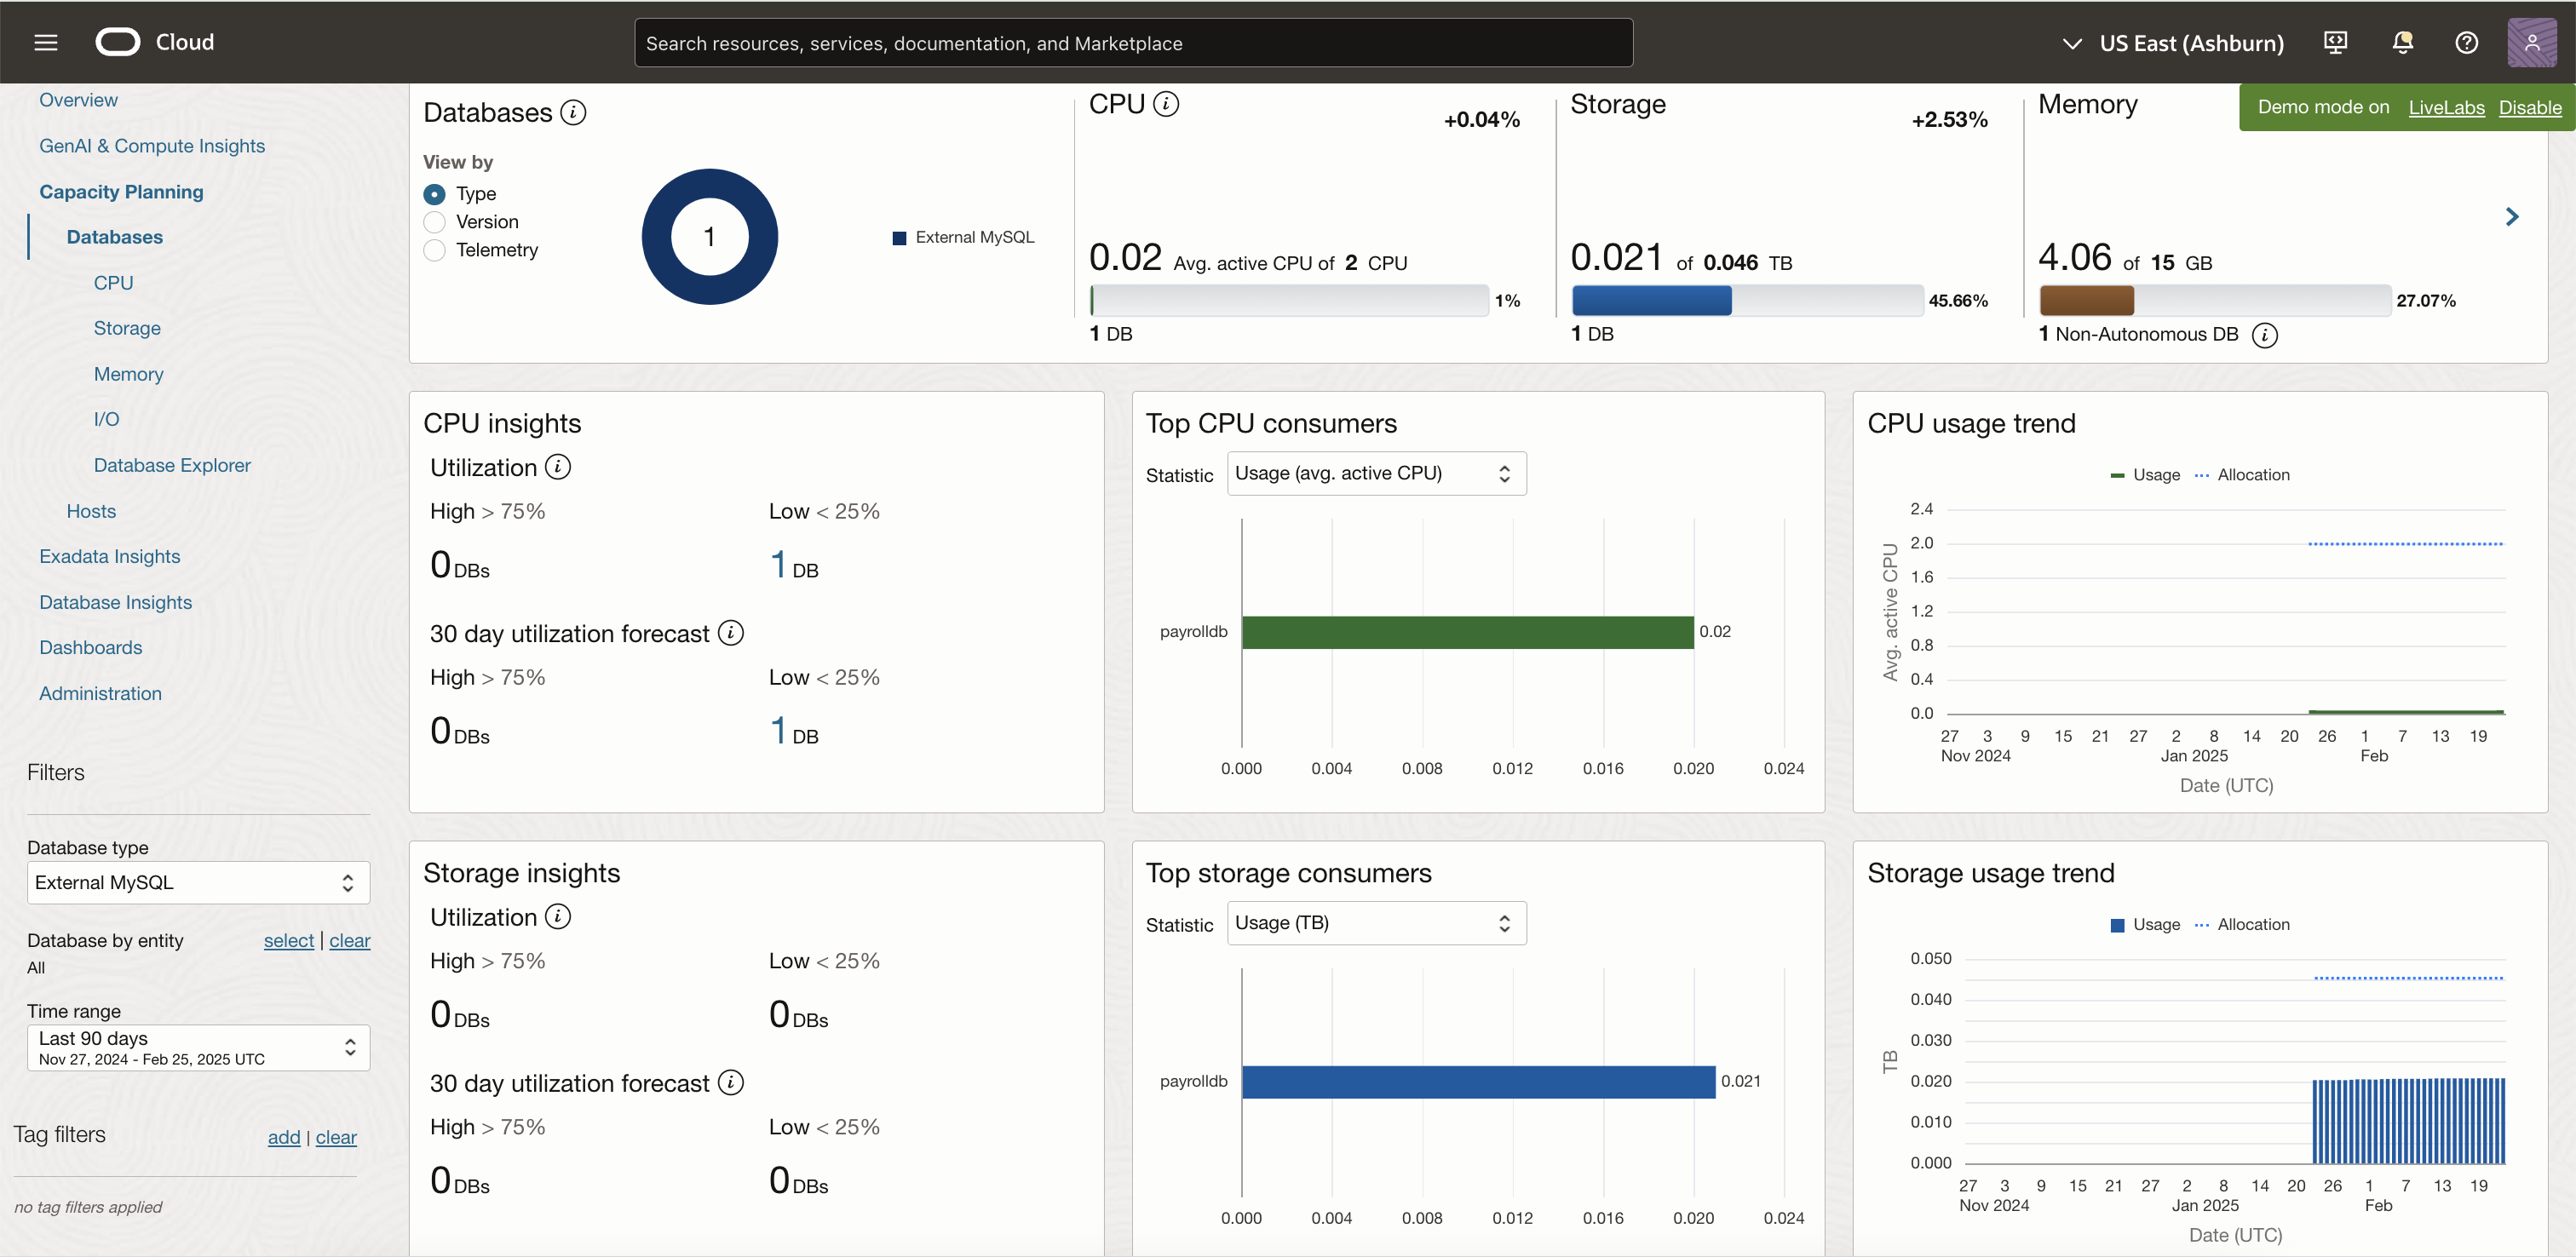 Cloud
Search resources, services, documentation, and Marketplace
US East (Ashburn)
Demo mode on LiveLabs Disable
Overview
GenAI & Compute Insights
Capacity Planning
Databases
CPU
Storage
Memory
I/O
Database Explorer
Hosts
Exadata Insights
Database Insights
Dashboards
Administration
Filters
Database type
External MySQL
Database by entity select | clear
All
Time range
Last 90 days
Nov 27, 2024 - Feb 25, 2025 UTC
Tag filters add | clear
no tag filters applied
Databases
View by
Type
Version
Telemetry
1
External MySQL
CPU
+0.04%
0.02 Avg. active CPU of 2 CPU
1%
1 DB
Storage
+2.53%
0.021 of 0.046 TB
45.66%
1 DB
Memory
4.06 of 15 GB
27.07%
1 Non-Autonomous DB
CPU insights
Utilization
High > 75% Low < 25%
0 DBs 1 DB
30 day utilization forecast
High > 75% Low < 25%
0 DBs 1 DB
Top CPU consumers
Statistic Usage (avg. active CPU)
payrolldb 0.02
0.000 0.004 0.008 0.012 0.016 0.020 0.024
CPU usage trend
Usage Allocation
Avg. active CPU
2.4
2.0
1.6
1.2
0.8
0.4
0.0
27 3 9 15 21 27 2 8 14 20 26 1 7 13 19
Nov 2024 Jan 2025 Feb
Date (UTC)
Storage insights
Utilization
High > 75% Low < 25%
0 DBs 0 DBs
30 day utilization forecast
High > 75% Low < 25%
0 DBs 0 DBs
Top storage consumers
Statistic Usage (TB)
payrolldb 0.021
0.000 0.004 0.008 0.012 0.016 0.020 0.024
Storage usage trend
Usage Allocation
TB
0.050
0.040
0.030
0.020
0.010
0.000
27 3 9 15 21 27 2 8 14 20 26 1 7 13 19
Nov 2024 Jan 2025 Feb
Date (UTC)